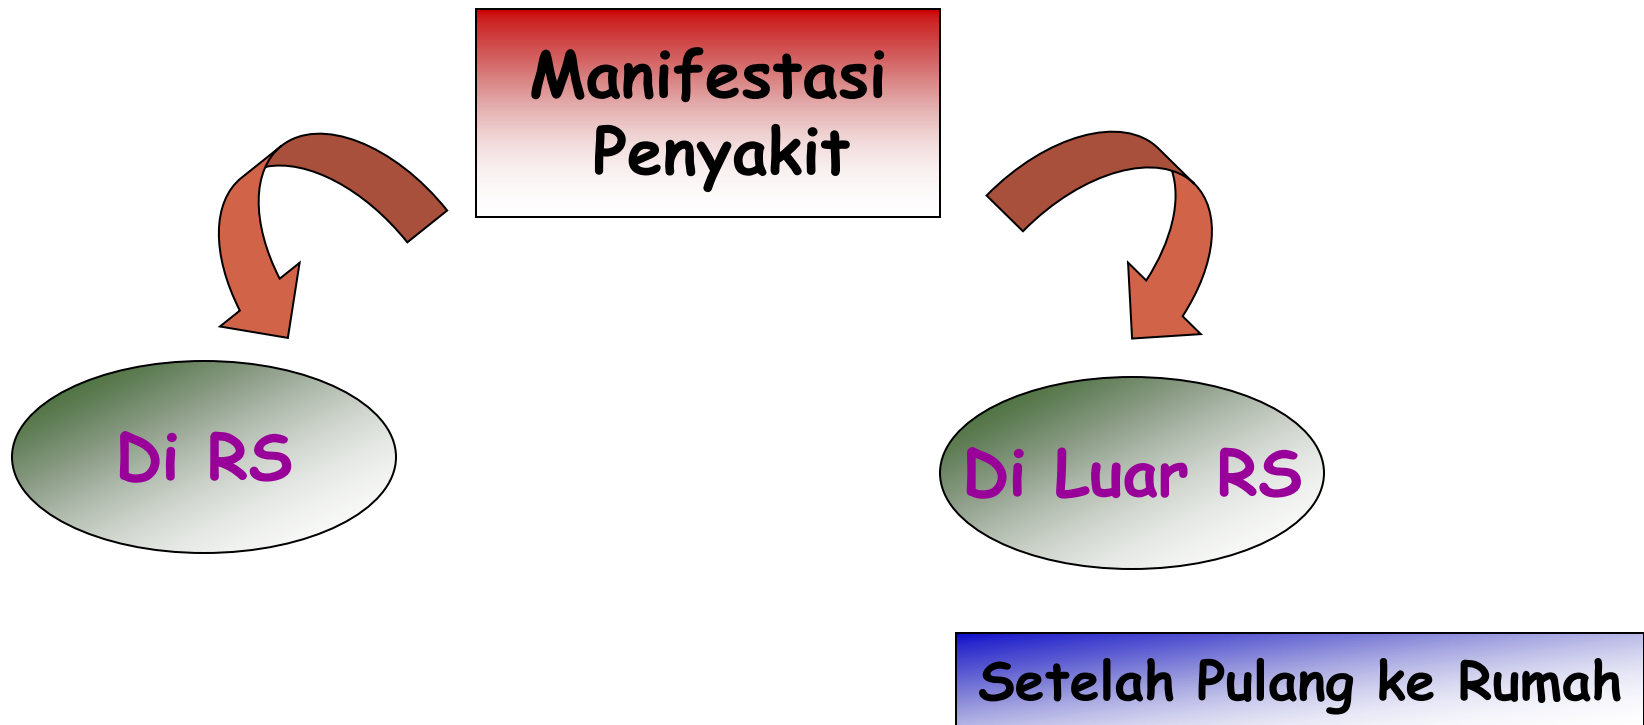 Manifestasi
Penyakit
Di RS
Di Luar RS
Setelah Pulang ke Rumah